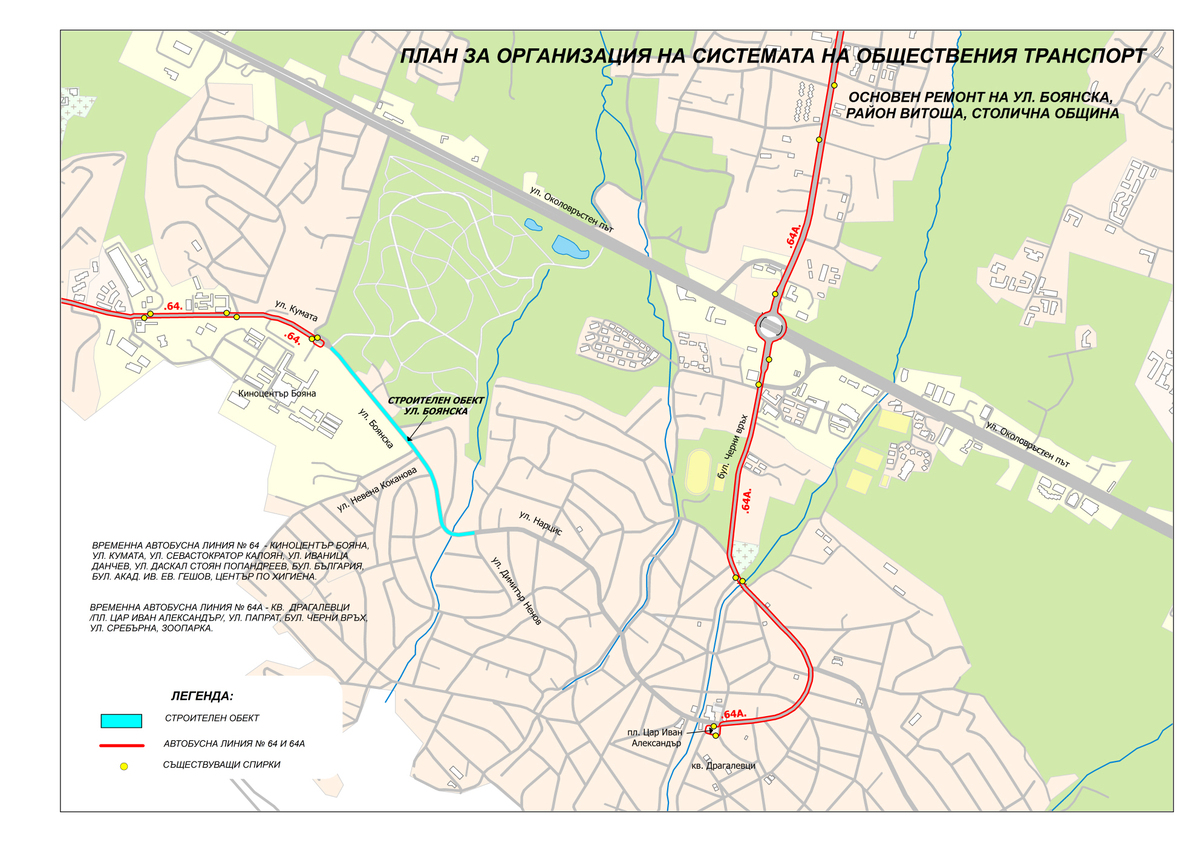 ПЛАН ЗА ОРГАНИЗАЦИЯ НА СИСТЕМАТА НА ОБЩЕСТВЕНИЯ ТРАНСПОРТ
ОСНОВЕН РЕМОНТ НА УЛ. БОЯНСКА,
РАЙОН ВИТОША, СТОЛИЧНА ОБЩИНА
ул. Околовръстен път
.64А.
.64.
ул. Кумата
.64.
Киноцентър Бояна
СТРОИТЕЛЕН ОБЕКТ
УЛ. БОЯНСКА
ул. Боянска
бул. Черни връх
ул. Околовръстен път
ул. Невена Коканова
.64А.
ул. Нарцис
ул. Димитър Ненов
ВРЕМЕННА АВТОБУСНА ЛИНИЯ № 64 - КИНОЦЕНТЪР БОЯНА,
УЛ. КУМАТА, УЛ. СЕВАСТОКРАТОР КАЛОЯН, УЛ. ИВАНИЦА
ДАНЧЕВ, УЛ. ДАСКАЛ СТОЯН ПОПАНДРЕЕВ, БУЛ. БЪЛГАРИЯ,
БУЛ. АКАД. ИВ. ЕВ. ГЕШОВ, ЦЕНТЪР ПО ХИГИЕНА.
ВРЕМЕННА АВТОБУСНА ЛИНИЯ № 64А - КВ. ДРАГАЛЕВЦИ
/ПЛ. ЦАР ИВАН АЛЕКСАНДЪР/, УЛ. ПАПРАТ, БУЛ. ЧЕРНИ ВРЪХ,
УЛ. СРЕБЪРНА, ЗООПАРКА.
.64А.
пл. Цар Иван
Александър
кв. Драгалевци
ЛЕГЕНДА:
СТРОИТЕЛЕН ОБЕКТ
АВТОБУСНА ЛИНИЯ № 64 И 64А
СЪЩЕСТВУВАЩИ СПИРКИ